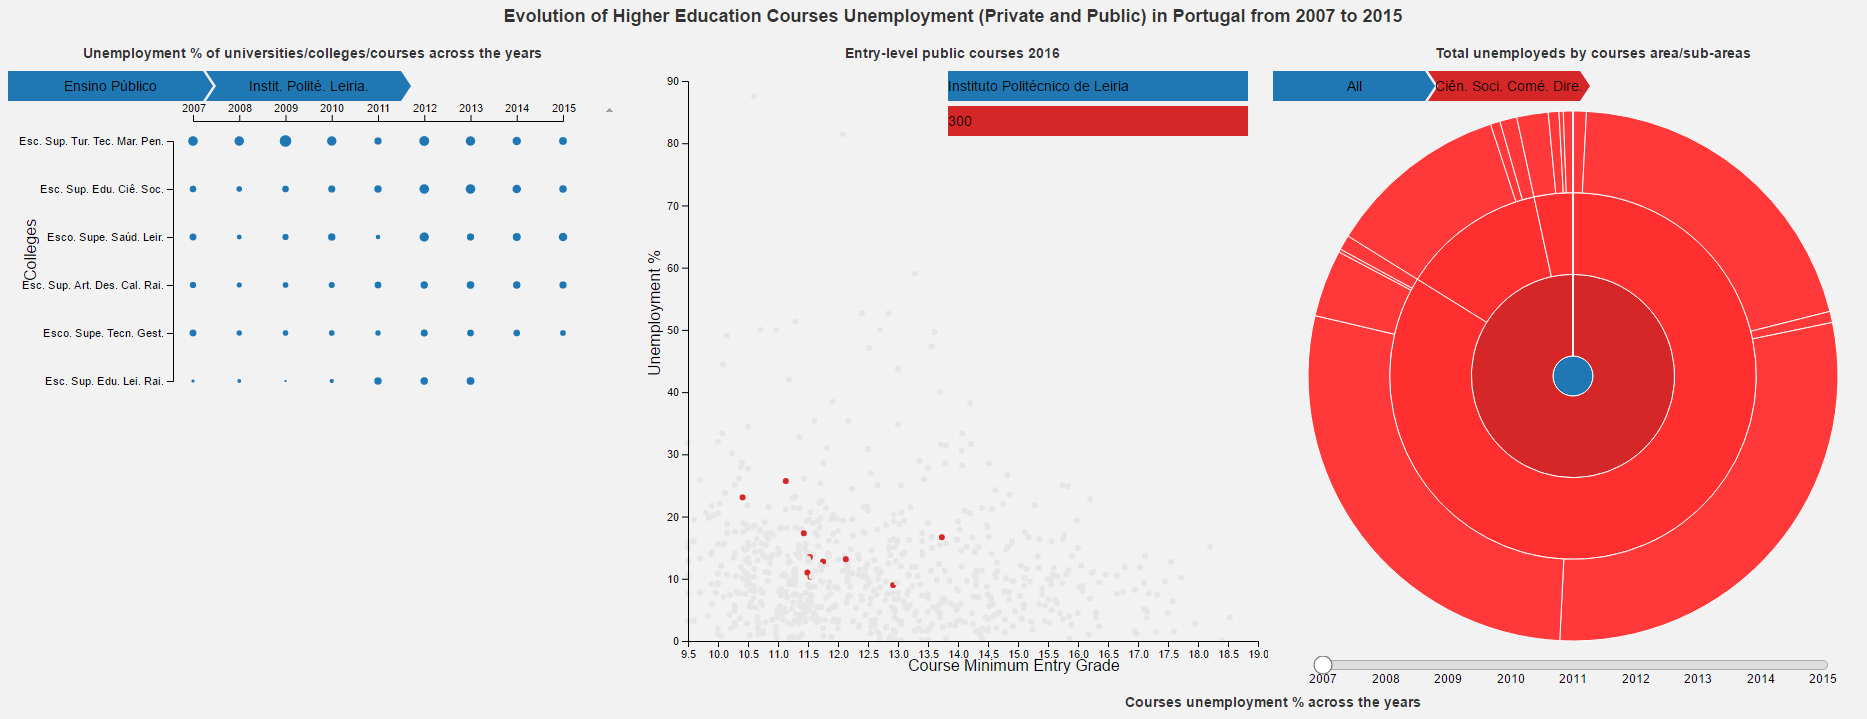 Evolution of Higher Education Courses Unemployment (Private and Public) in Portugal from 2007 to 2015
Unemployment % of universities/colleges/courses across the years
Ensino Público
Instit. Polité. Leiria.
2007 2008 2009 2010 2011 2012 2013 2014 2015
Colleges
Esc. Sup. Tur. Tec. Mar. Pen.
Esc. Sup. Edu. Ciê. Soc.
Esco. Supe. Saúd. Leir.
Esc. Sup. Art. Des. Cal. Rai.
Esco. Supe. Tecn. Gest.
Esc. Sup. Edu. Lei. Rai.
Entry-level public courses 2016
Instituto Politécnico de Leiria
300
Unemployment %
90
80
70
60
50
40
30
20
10
0
9.5 10.0 10.5 11.0 11.5 12.0 12.5 13.0 13.5 14.0 14.5 15.0 15.5 16.0 16.5 17.0 17.5 18.0 18.5 19.0
Course Minimum Entry Grade
Total unemployeds by courses area/sub-areas
All
Ciên. Soci. Comé. Dire.
2007 2008 2009 2010 2011 2012 2013 2014 2015
Courses unemployment % across the years